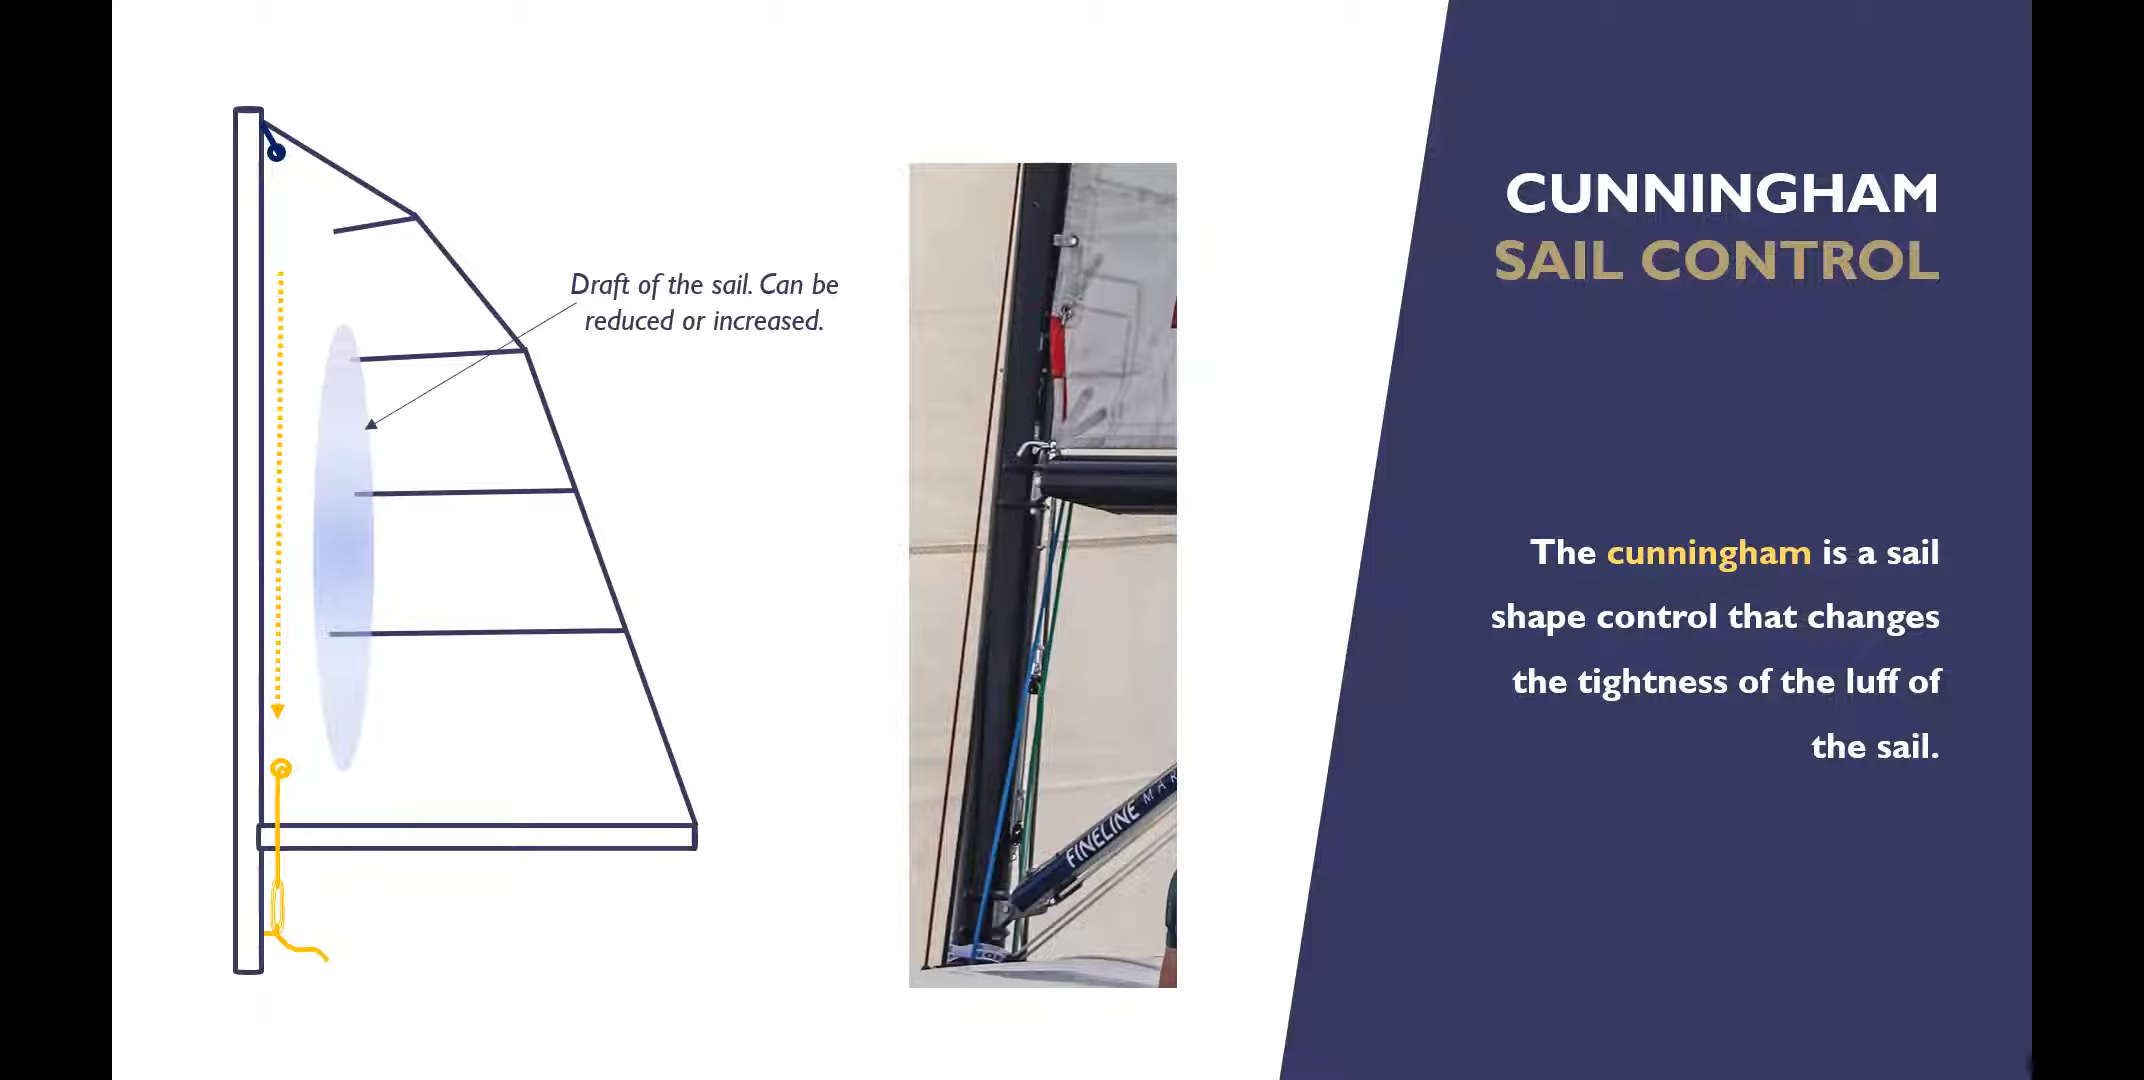 CUNNINGHAM
SAIL CONTROL
Draft of the sail. Can be
reduced or increased.
The cunningham is a sail
shape control that changes
the tightness of the luff of
the sail.
FINELINE MAR